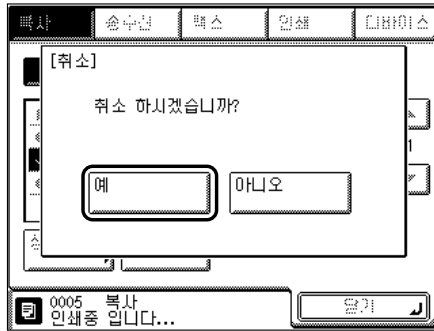 복사 송수신 팩스 인쇄 디바이스
[취소]
취소 하시겠습니까?
1
예 아니오
0005 복사
인쇄중 입니다...
닫기